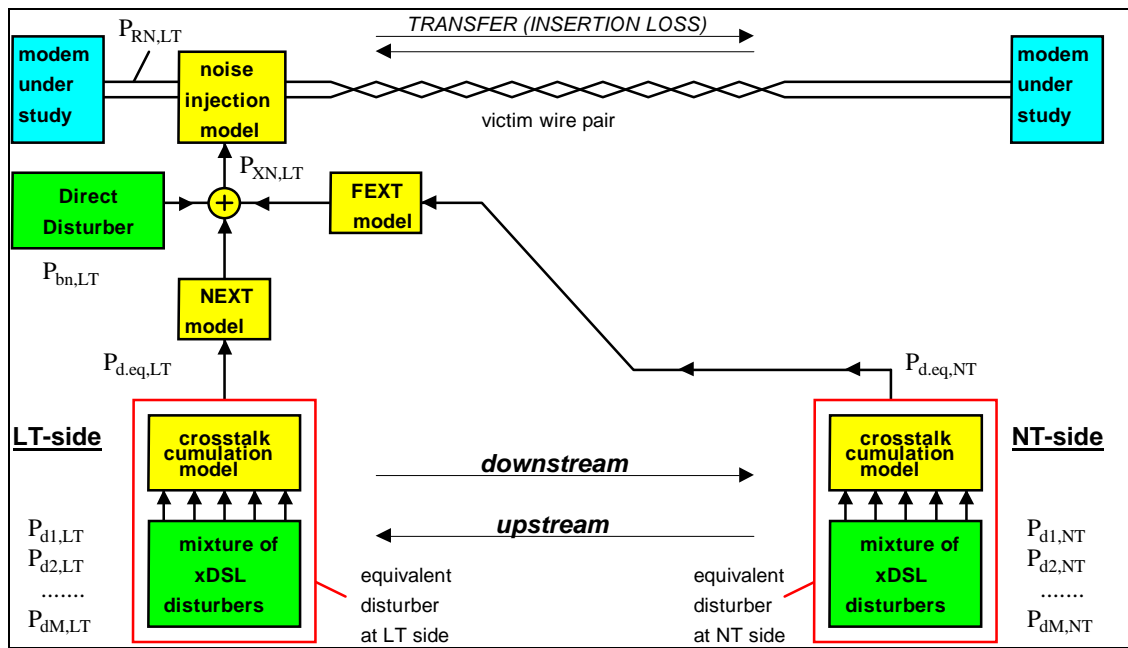 P_RN,LT
TRANSFER (INSERTION LOSS)
modem
under
study
noise
injection
model
modem
under
study
victim wire pair
P_XN,LT
Direct
Disturber
+
FEXT
model
P_bn,LT
NEXT
model
P_d.eq,LT
P_d.eq,NT
LT-side
crosstalk
cumulation
model
downstream
crosstalk
cumulation
model
NT-side
upstream
P_d1,LT
P_d2,LT
.......
P_dM,LT
mixture of
xDSL
disturbers
equivalent
disturber
at LT side
equivalent
disturber
at NT side
mixture of
xDSL
disturbers
P_d1,NT
P_d2,NT
.......
P_dM,NT